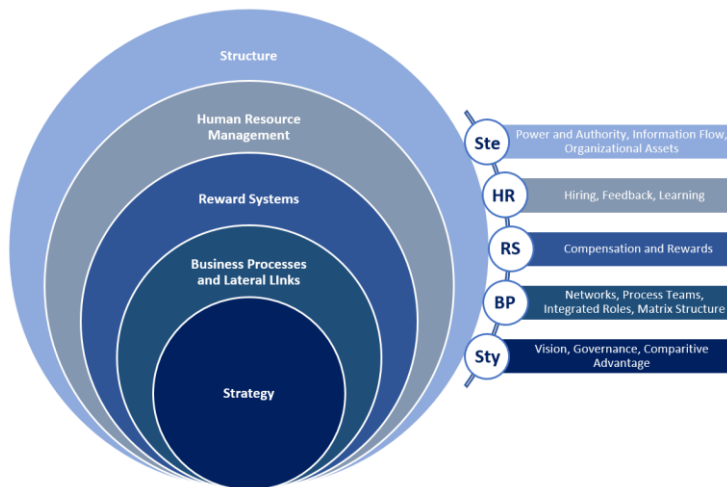 Structure
Human Resource
Management
Reward Systems
Business Processes
and Lateral LInks
Strategy
Ste
Power and Authority, Information Flow,
Organizational Assets
HR
Hiring, Feedback, Learning
RS
Compensation and Rewards
BP
Networks, Process Teams,
Integrated Roles, Matrix Structure
Sty
Vision, Governance, Comparitive
Advantage